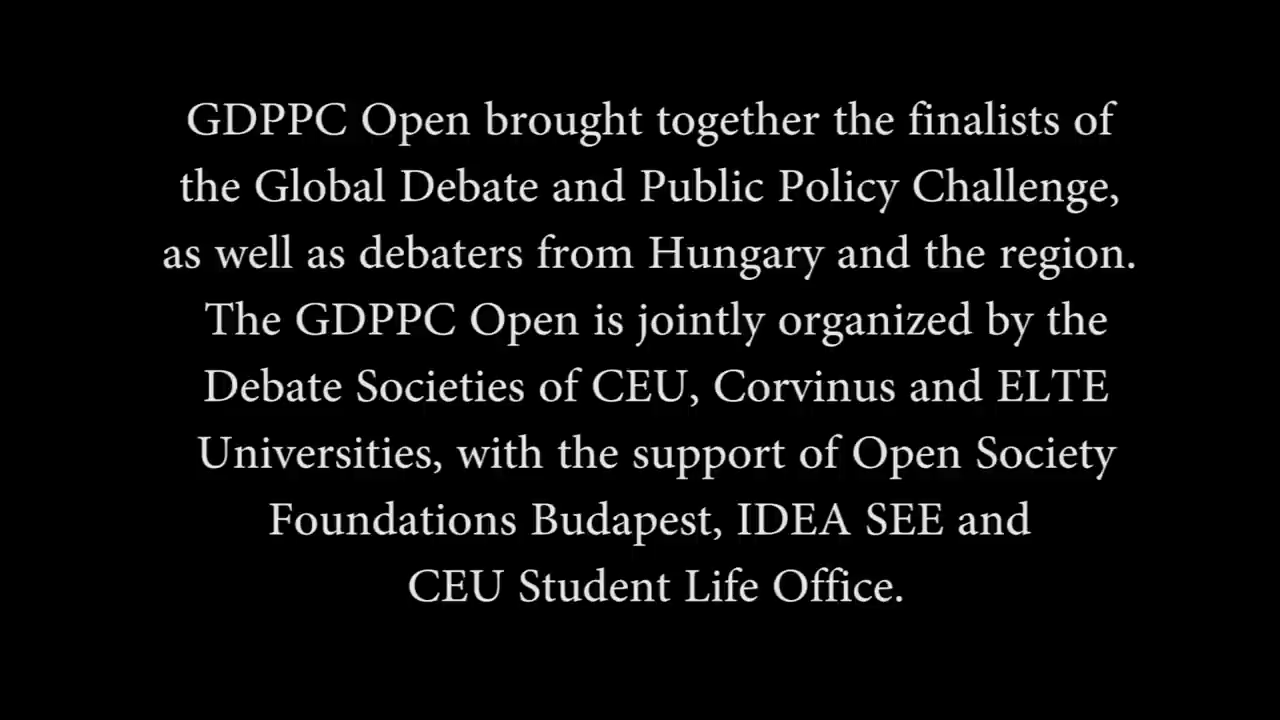 GDPPC Open brought together the finalists of
the Global Debate and Public Policy Challenge,
as well as debaters from Hungary and the region.
The GDPPC Open is jointly organized by the
Debate Societies of CEU, Corvinus and ELTE
Universities, with the support of Open Society
Foundations Budapest, IDEA SEE and
CEU Student Life Office.